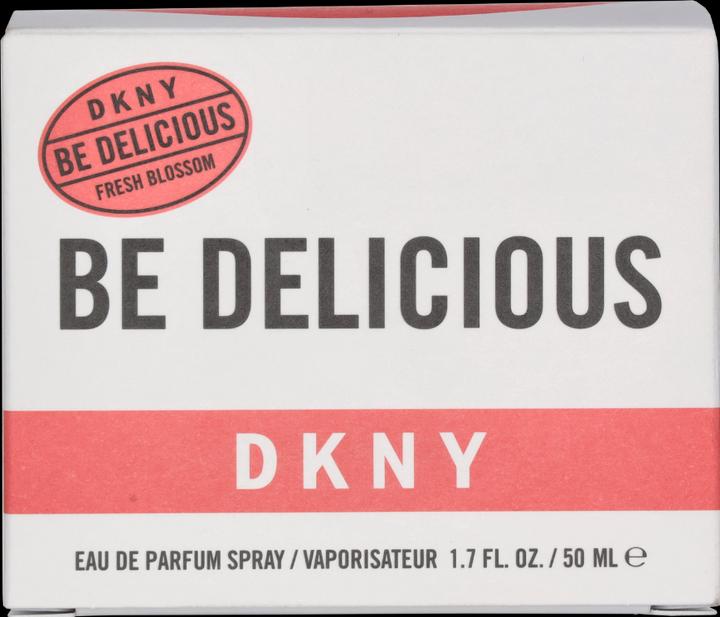 DKNY
BE DELICIOUS
FRESH BLOSSOM
BE DELICIOUS
DKNY
EAU DE PARFUM SPRAY / VAPORISATEUR 1.7 FL. OZ. / 50 ML ℮